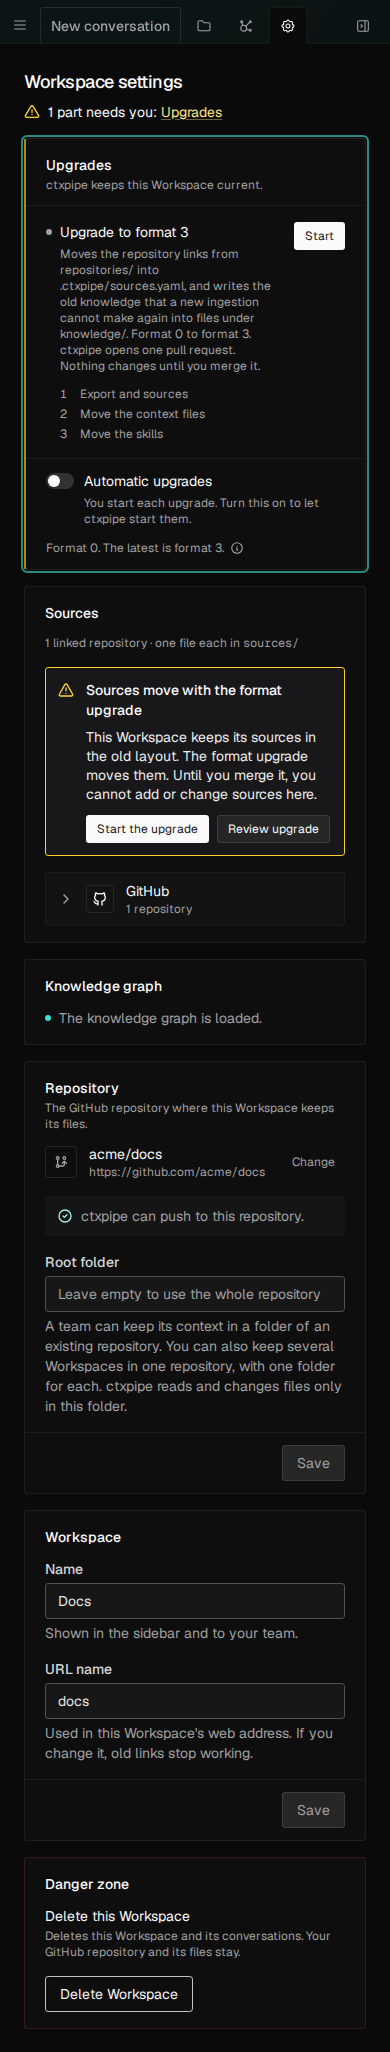 New conversation
Workspace settings
1 part needs you: Upgrades
Upgrades
ctxpipe keeps this Workspace current.
Upgrade to format 3
Start
Moves the repository links from
repositories/ into
.ctxpipe/sources.yaml, and writes the
old knowledge that a new ingestion
cannot make again into files under
knowledge/. Format 0 to format 3.
ctxpipe opens one pull request.
Nothing changes until you merge it.
1 Export and sources
2 Move the context files
3 Move the skills
Automatic upgrades
You start each upgrade. Turn this on to let
ctxpipe start them.
Format 0. The latest is format 3.
Sources
1 linked repository · one file each in sources/
Sources move with the format
upgrade
This Workspace keeps its sources in
the old layout. The format upgrade
moves them. Until you merge it, you
cannot add or change sources here.
Start the upgrade
Review upgrade
GitHub
1 repository
Knowledge graph
The knowledge graph is loaded.
Repository
The GitHub repository where this Workspace keeps
its files.
acme/docs
https://github.com/acme/docs
Change
ctxpipe can push to this repository.
Root folder
Leave empty to use the whole repository
A team can keep its context in a folder of an
existing repository. You can also keep several
Workspaces in one repository, with one folder
for each. ctxpipe reads and changes files only
in this folder.
Save
Workspace
Name
Docs
Shown in the sidebar and to your team.
URL name
docs
Used in this Workspace's web address. If you
change it, old links stop working.
Save
Danger zone
Delete this Workspace
Deletes this Workspace and its conversations. Your
GitHub repository and its files stay.
Delete Workspace